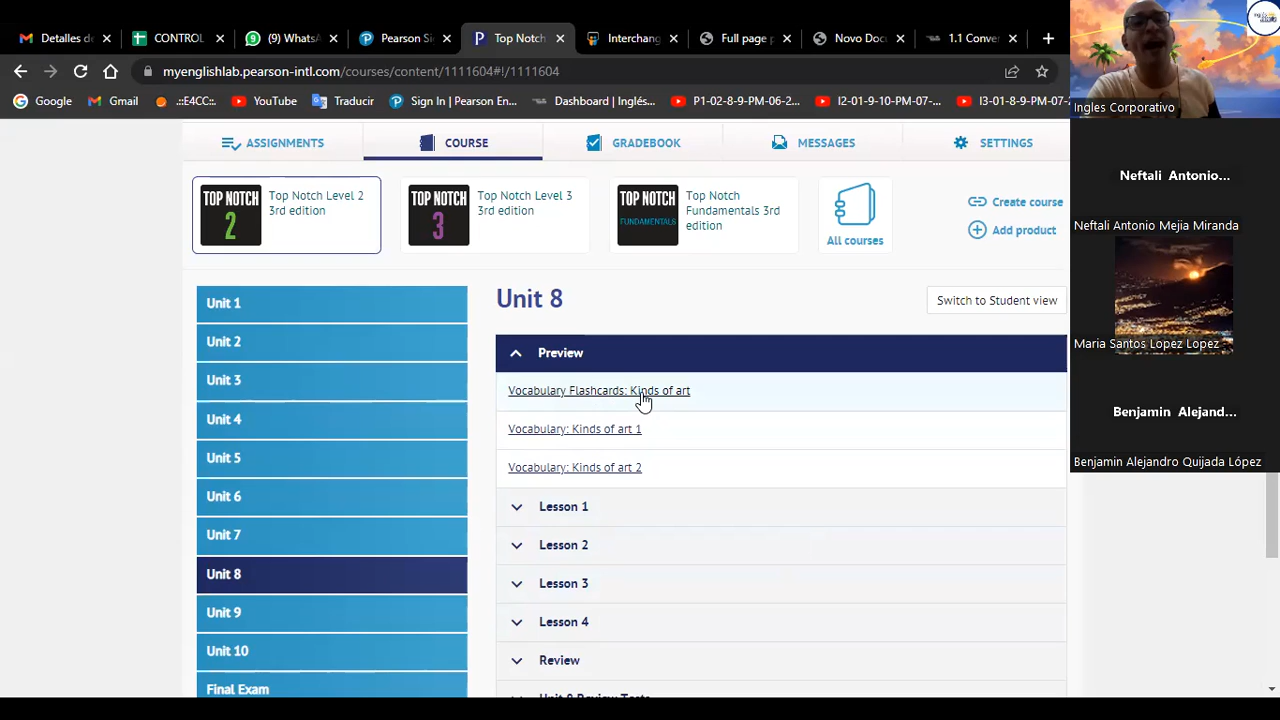 Detalles de
CONTROL
(9) WhatsA
Pearson Si
Top Notch
Interchang
Full page p
Novo Doc
1.1 Conver
myenglishlab.pearson-intl.com/courses/content/1111604#!/1111604
Google
Gmail
.::E4CC::.
YouTube
Traducir
Sign In | Pearson En...
Dashboard | Inglés...
P1-02-8-9-PM-06-2...
I2-01-9-10-PM-07-...
I3-01-8-9-PM-07-2
ASSIGNMENTS
COURSE
GRADEBOOK
MESSAGES
SETTINGS
TOP NOTCH
2
Top Notch Level 2
3rd edition
TOP NOTCH
3
Top Notch Level 3
3rd edition
TOP NOTCH
FUNDAMENTALS
Top Notch
Fundamentals 3rd
edition
All courses
Create course
Add product
Unit 1
Unit 2
Unit 3
Unit 4
Unit 5
Unit 6
Unit 7
Unit 8
Unit 9
Unit 10
Final Exam
Unit 8
Switch to Student view
Preview
Vocabulary Flashcards: Kinds of art
Vocabulary: Kinds of art 1
Vocabulary: Kinds of art 2
Lesson 1
Lesson 2
Lesson 3
Lesson 4
Review
Unit 8 Review Tests
Ingles Corporativo
Neftali Antonio...
Neftali Antonio Mejia Miranda
Maria Santos Lopez Lopez
Benjamin Alejand...
Benjamin Alejandro Quijada López